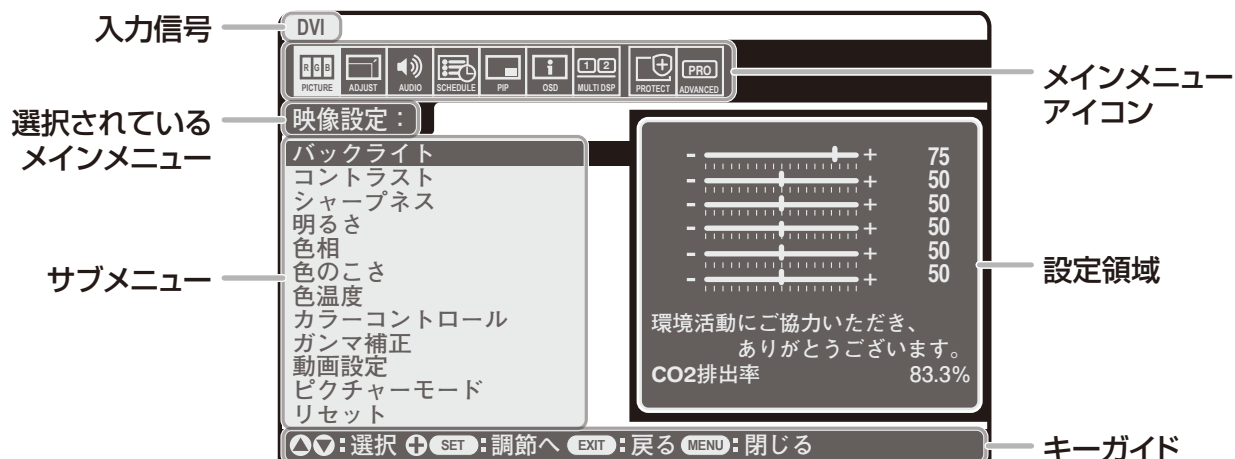 入力信号
DVI
RGB
PICTURE
ADJUST
AUDIO
SCHEDULE
PIP
i
OSD
1 2
MULTI DSP
PROTECT
PRO
ADVANCED
メインメニュー
アイコン
選択されている
メインメニュー
映像設定：
サブメニュー
バックライト
コントラスト
シャープネス
明るさ
色相
色のこさ
色温度
カラーコントロール
ガンマ補正
動画設定
ピクチャーモード
リセット
- + 75
- + 50
- + 50
- + 50
- + 50
- + 50
環境活動にご協力いただき、
ありがとうございます。
CO2排出率 83.3%
設定領域
:選択 SET:調節へ EXIT:戻る MENU:閉じる
キーガイド